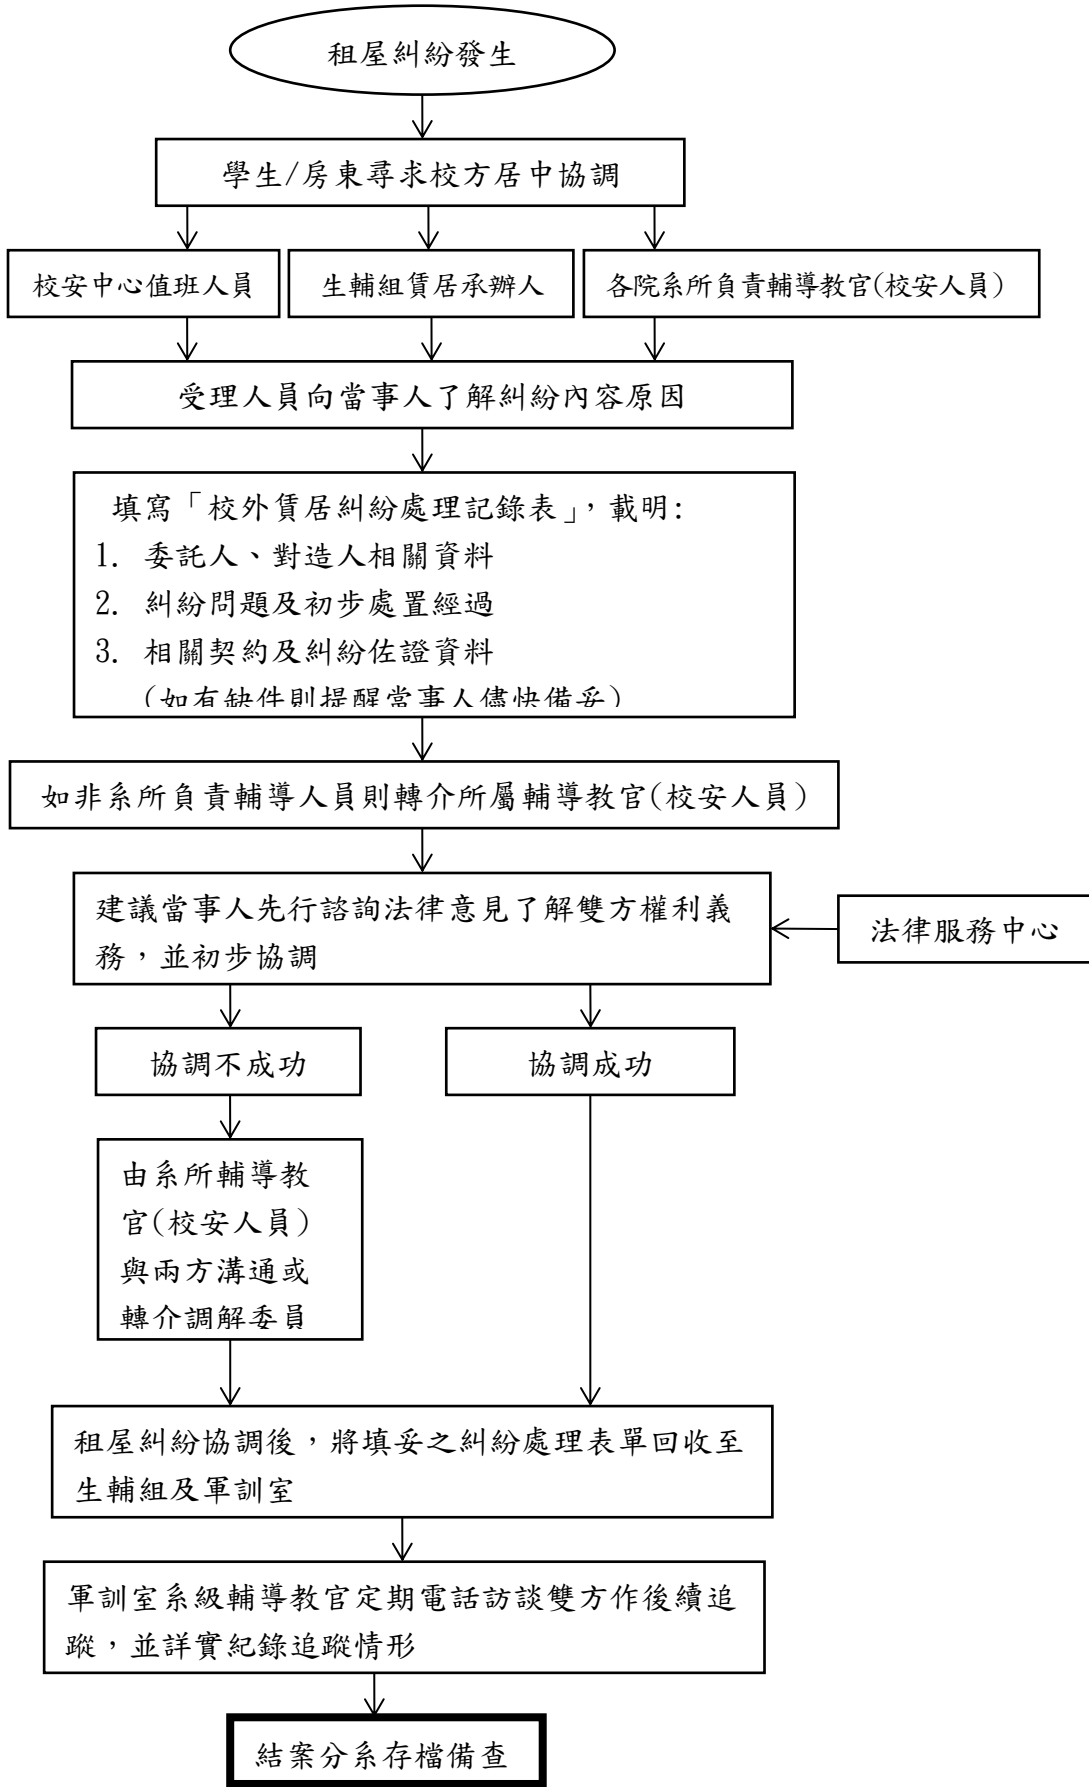 租屋糾紛發生
學生/房東尋求校方居中協調
校安中心值班人員
生輔組賃居承辦人
各院系所負責輔導教官(校安人員)
受理人員向當事人了解糾紛內容原因
填寫「校外賃居糾紛處理記錄表」，載明:
1. 委託人、對造人相關資料
2. 糾紛問題及初步處置經過
3. 相關契約及糾紛佐證資料
(如有缺件則提醒當事人儘快備妥)
如非系所負責輔導人員則轉介所屬輔導教官(校安人員)
建議當事人先行諮詢法律意見了解雙方權利義
務，並初步協調
法律服務中心
協調不成功
協調成功
由系所輔導教
官(校安人員)
與兩方溝通或
轉介調解委員
租屋糾紛協調後，將填妥之糾紛處理表單回收至
生輔組及軍訓室
軍訓室系級輔導教官定期電話訪談雙方作後續追
蹤，並詳實紀錄追蹤情形
結案分系存檔備查